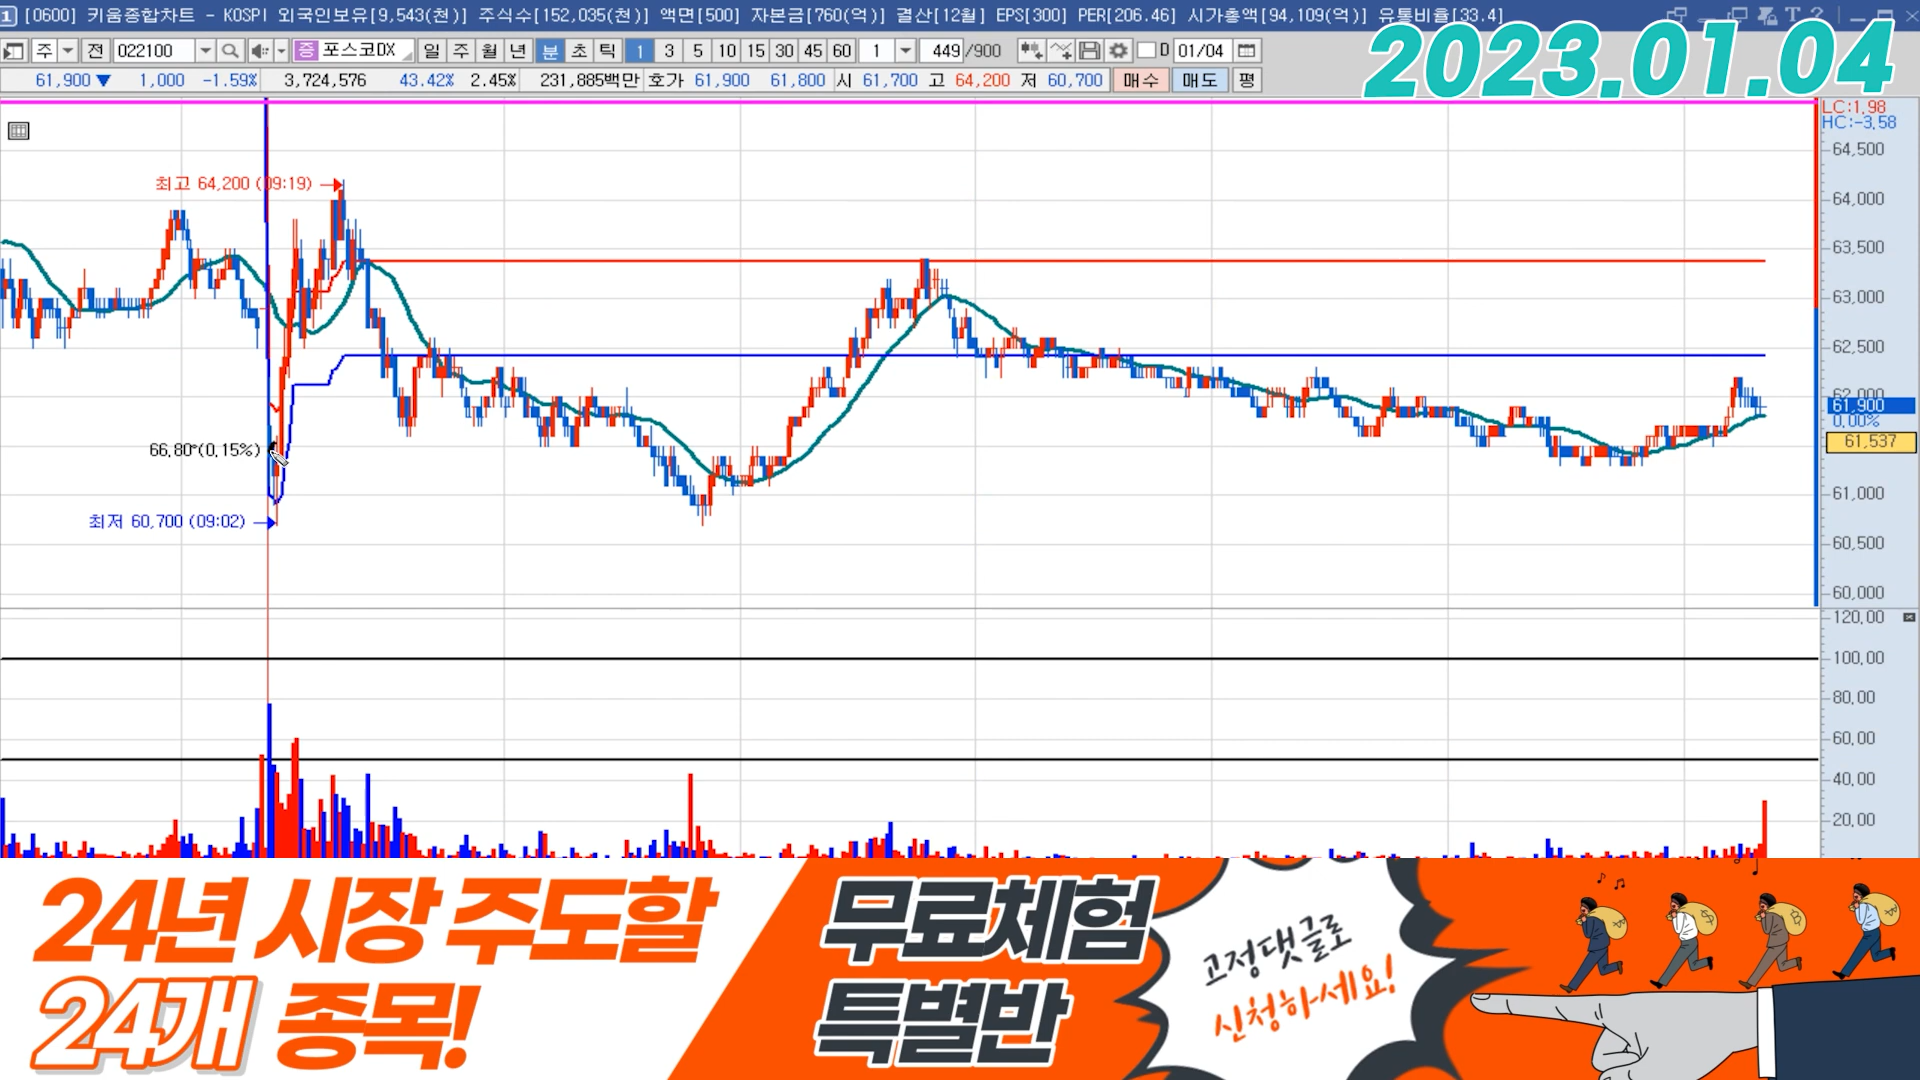 [0600] 키움종합차트 - KOSPI 외국인보유[9,543(천)] 주식수[152,035(천)] 액면[500] 자본금[760(억)] 결산[12월] EPS[300] PER[206.46] 시가총액[94,109(억)] 유통비율[33.4]
2023.01.04
주 전 022100 증 포스코DX 일 주 월 년 분 초 틱 1 3 5 10 15 30 45 60 1 449/900 D 01/04
61,900 ▼ 1,000 -1.59% 3,724,576 43.42% 2.45% 231,885백만 호가 61,900 61,800 시 61,700 고 64,200 저 60,700 매수 매도 평
LC:1.98
HC:-3.58
64,500
최고 64,200 (09:19)
64,000
63,500
63,000
62,500
62,000
61,900
0.00%
61,537
66.80°(0.15%)
61,000
최저 60,700 (09:02)
60,500
60,000
120.00
100.00
80.00
60.00
40.00
20.00
24년 시장 주도할
24개 종목!
무료체험
특별반
고정댓글로
신청하세요!